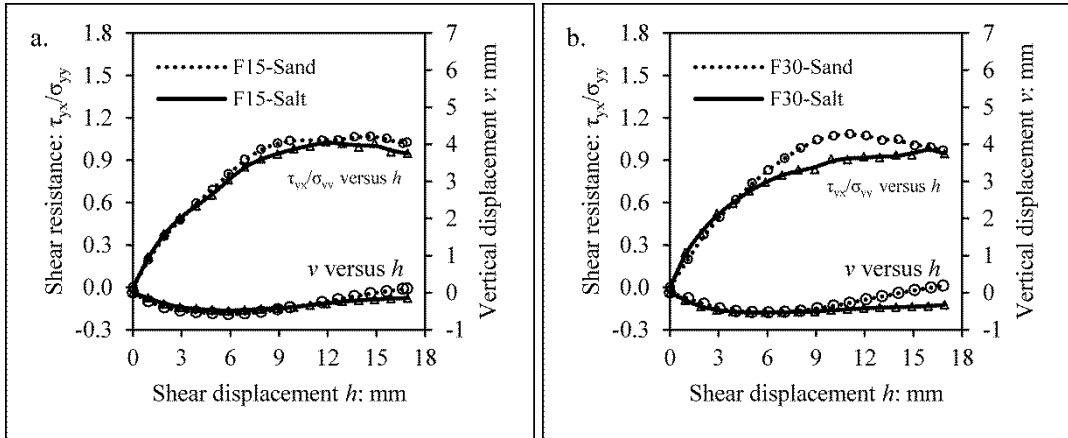 a.
1.8
1.5
1.2
0.9
0.6
0.3
0.0
-0.3
Shear resistance: τyx/σyy
F15-Sand
F15-Salt
τyx/σyy versus h
v versus h
7
6
5
4
3
2
1
0
-1
Vertical displacement v: mm
0 3 6 9 12 15 18
Shear displacement h: mm
b.
1.8
1.5
1.2
0.9
0.6
0.3
0.0
-0.3
Shear resistance: τyx/σyy
F30-Sand
F30-Salt
τyx/σyy versus h
v versus h
7
6
5
4
3
2
1
0
-1
Vertical displacement v: mm
0 3 6 9 12 15 18
Shear displacement h: mm